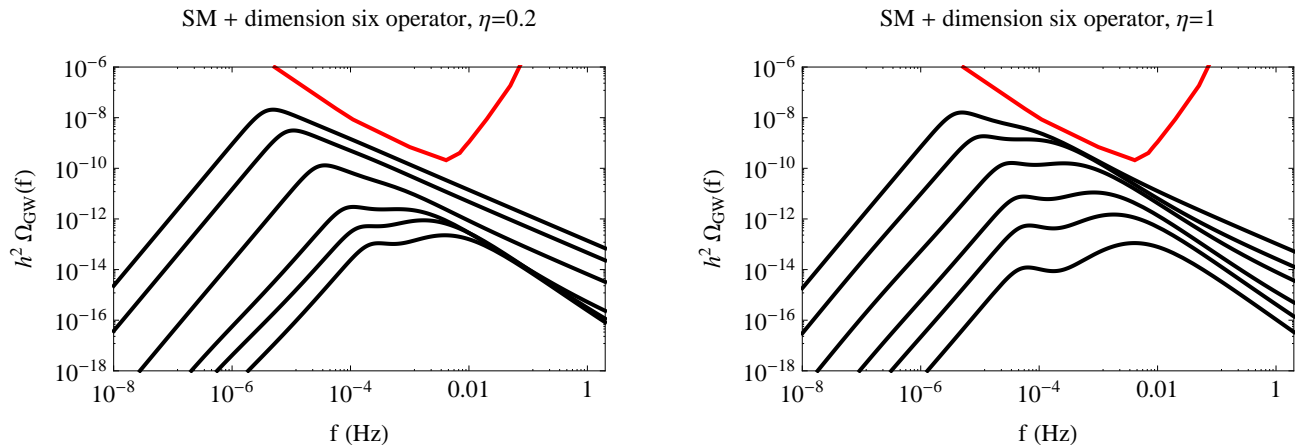 SM + dimension six operator, η=0.2
10⁻⁶
10⁻⁸
10⁻¹⁰
10⁻¹²
10⁻¹⁴
10⁻¹⁶
10⁻¹⁸
h² Ω_GW(f)
10⁻⁸ 10⁻⁶ 10⁻⁴ 0.01 1
f (Hz)
SM + dimension six operator, η=1
10⁻⁶
10⁻⁸
10⁻¹⁰
10⁻¹²
10⁻¹⁴
10⁻¹⁶
10⁻¹⁸
h² Ω_GW(f)
10⁻⁸ 10⁻⁶ 10⁻⁴ 0.01 1
f (Hz)